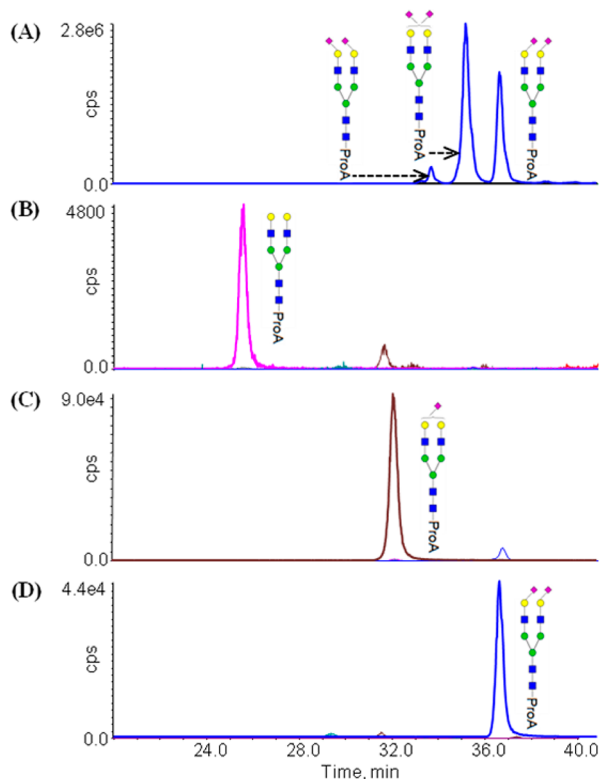 (A)
2.8e6
cps
0.0
ProA
ProA
ProA
(B)
4800
cps
0.0
ProA
(C)
9.0e4
cps
0.0
ProA
(D)
4.4e4
cps
0.0
ProA
24.0 28.0 32.0 36.0 40.0
Time, min